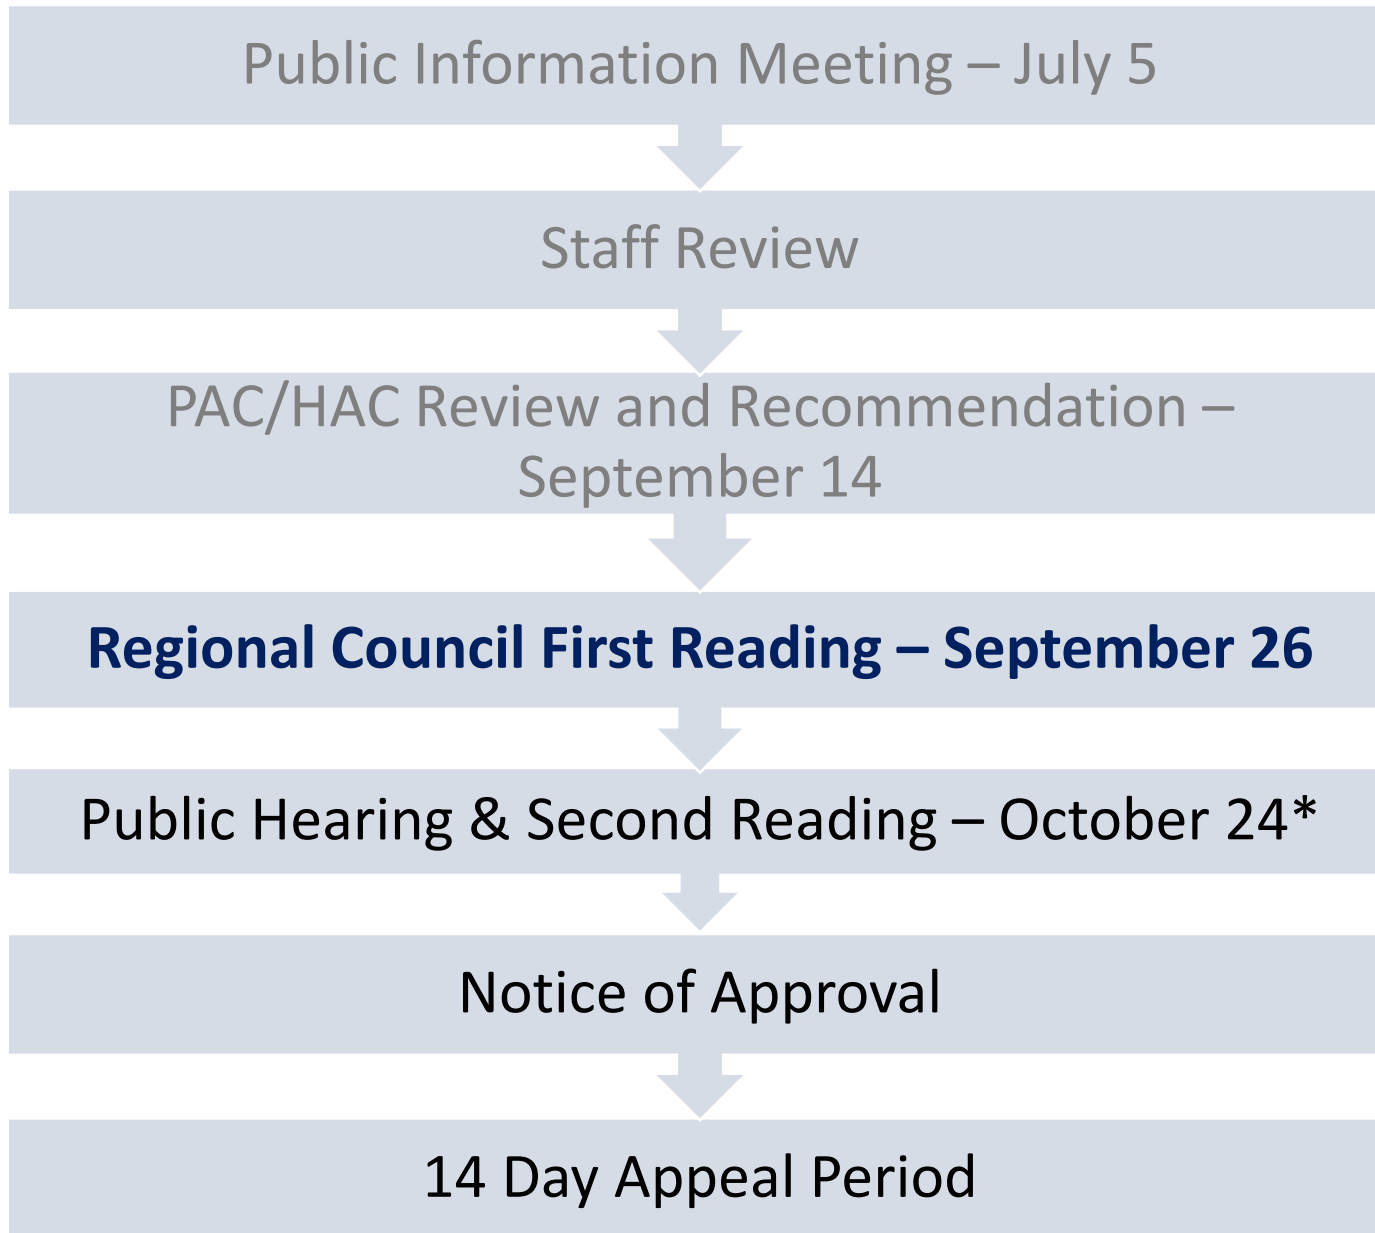 Public Information Meeting – July 5
Staff Review
PAC/HAC Review and Recommendation –
September 14
Regional Council First Reading – September 26
Public Hearing & Second Reading – October 24*
Notice of Approval
14 Day Appeal Period